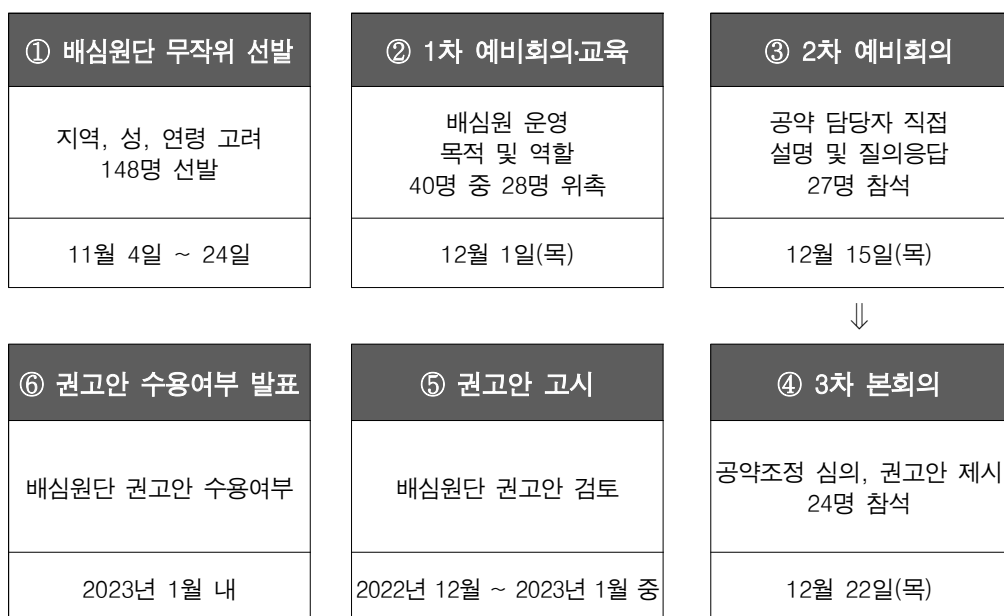 ① 배심원단 무작위 선발
지역, 성, 연령 고려
148명 선발
11월 4일 ~ 24일
② 1차 예비회의·교육
배심원 운영
목적 및 역할
40명 중 28명 위촉
12월 1일(목)
③ 2차 예비회의
공약 담당자 직접
설명 및 질의응답
27명 참석
12월 15일(목)
⇓
④ 3차 본회의
공약조정 심의, 권고안 제시
24명 참석
12월 22일(목)
⑤ 권고안 고시
배심원단 권고안 검토
2022년 12월 ~ 2023년 1월 중
⑥ 권고안 수용여부 발표
배심원단 권고안 수용여부
2023년 1월 내